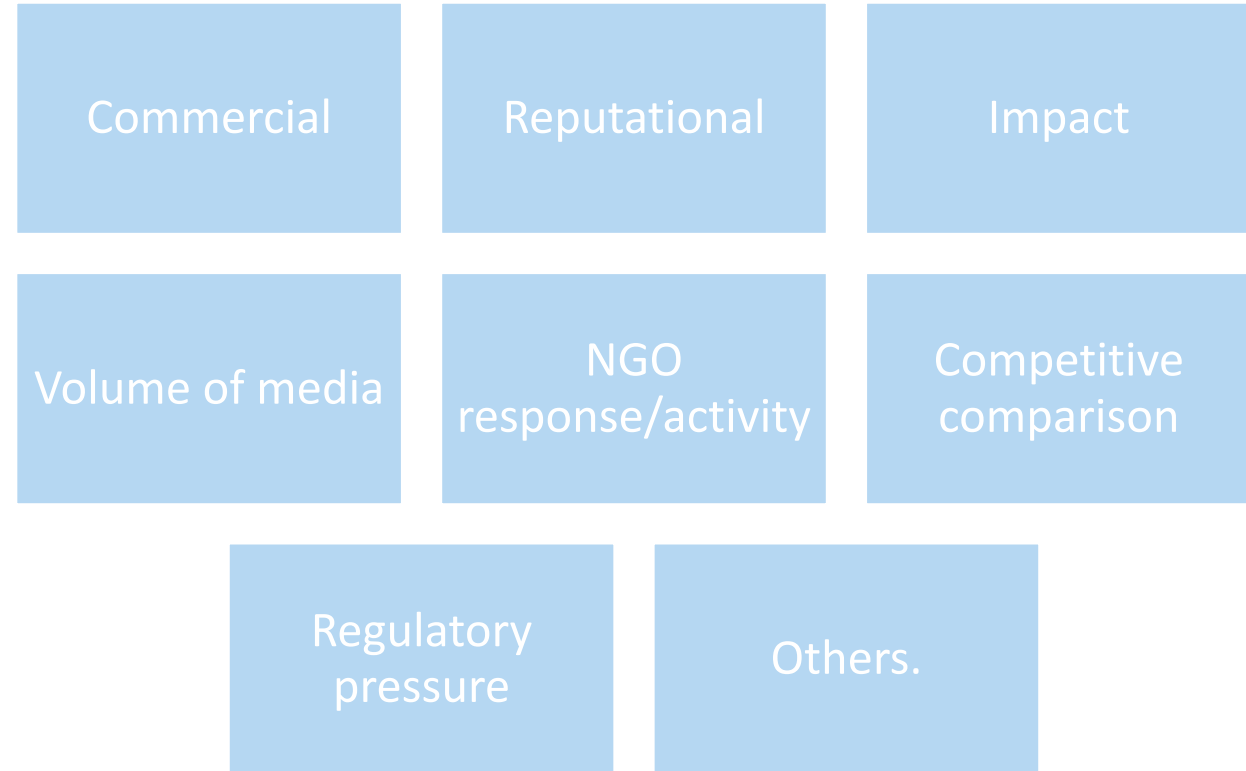 Commercial
Reputational
Impact
Volume of media
NGO
response/activity
Competitive
comparison
Regulatory
pressure
Others.